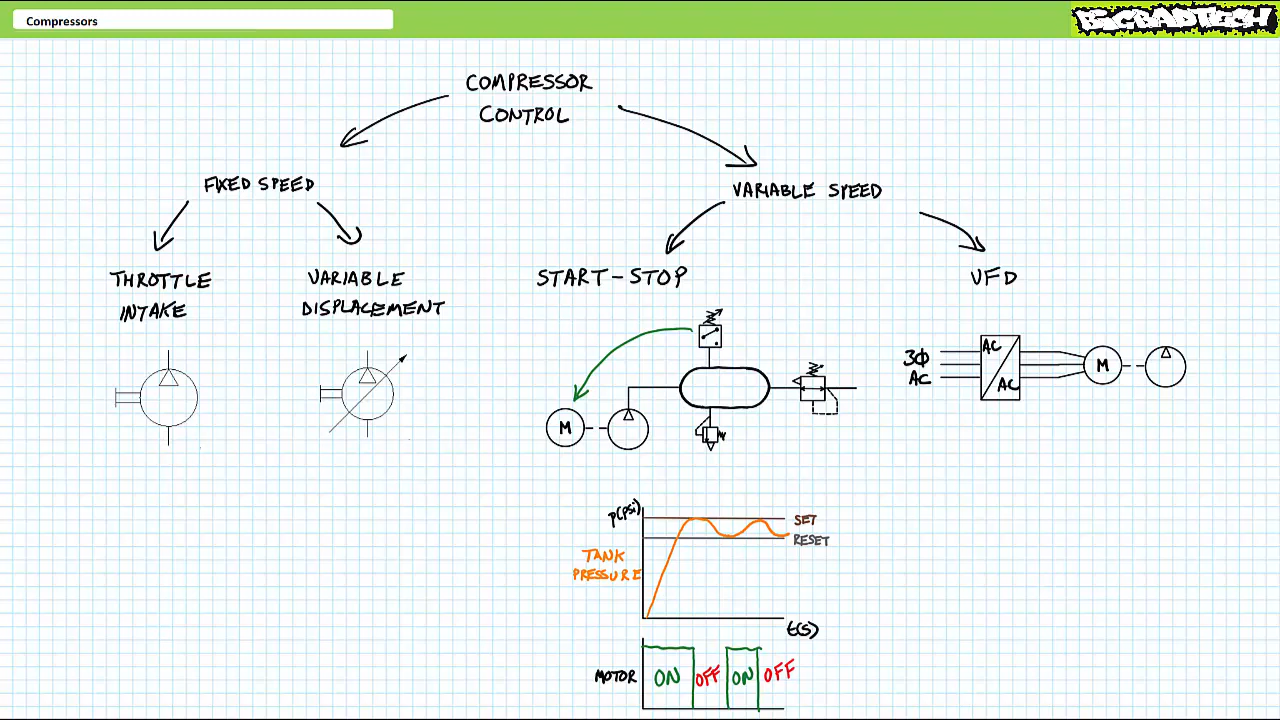 Compressors
BIGBADTECH
COMPRESSOR
CONTROL
FIXED SPEED
VARIABLE SPEED
THROTTLE
INTAKE
VARIABLE
DISPLACEMENT
START-STOP
VFD
3Φ
AC
AC
AC
M
M
P(PSi)
SET
RESET
TANK
PRESSURE
t(s)
MOTOR
ON
OFF
ON
OFF